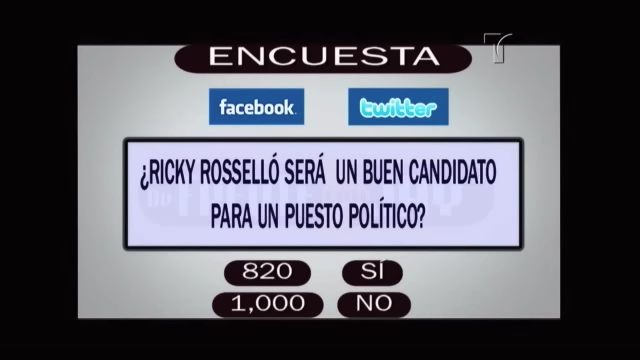 ENCUESTA
facebook.
twitter
¿RICKY ROSSELLÓ SERÁ UN BUEN CANDIDATO
PARA UN PUESTO POLÍTICO?
820 SÍ
1,000 NO